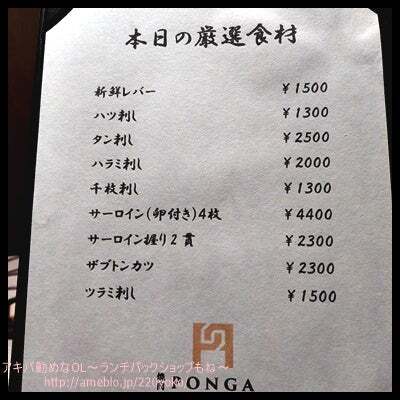 本日の厳選食材
新鮮レバー ￥1500
ハツ刺し ￥1300
タン刺し ￥2500
ハラミ刺し ￥2000
千枚刺し ￥1300
サーロイン(卵付き)4枚 ￥4400
サーロイン握り2貫 ￥2300
ザブトンカツ ￥2300
ツラミ刺し ￥1500
アキバ勤めなOL～ランチパックショップもね～
http://ameblo.jp/220yoko
焼肉 PONGA